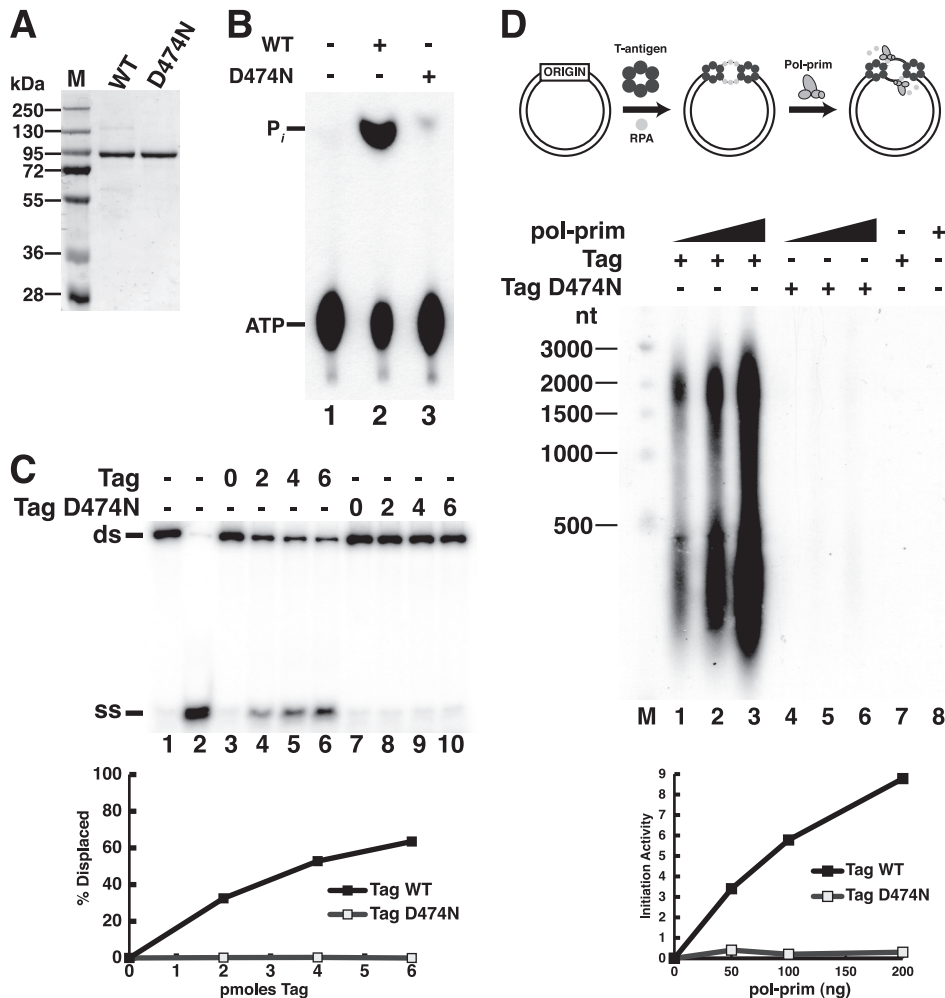 A
kDa
M
WT
D474N
250
130
95
72
55
36
28
B
WT - + -
D474N - - +
Pi
ATP
1 2 3
C
Tag - - 0 2 4 6 - - - -
Tag D474N - - - - - - 0 2 4 6
ds
ss
1 2 3 4 5 6 7 8 9 10
% Displaced
100
80
60
40
20
0
0 1 2 3 4 5 6
pmoles Tag
Tag WT
Tag D474N
D
ORIGIN
T-antigen
RPA
Pol-prim
pol-prim - +
Tag + + + - - - + -
Tag D474N - - - + + + - -
nt
3000
2000
1500
1000
500
M 1 2 3 4 5 6 7 8
Initiation Activity
9
8
7
6
5
4
3
2
1
0
0 50 100 150 200
pol-prim (ng)
Tag WT
Tag D474N